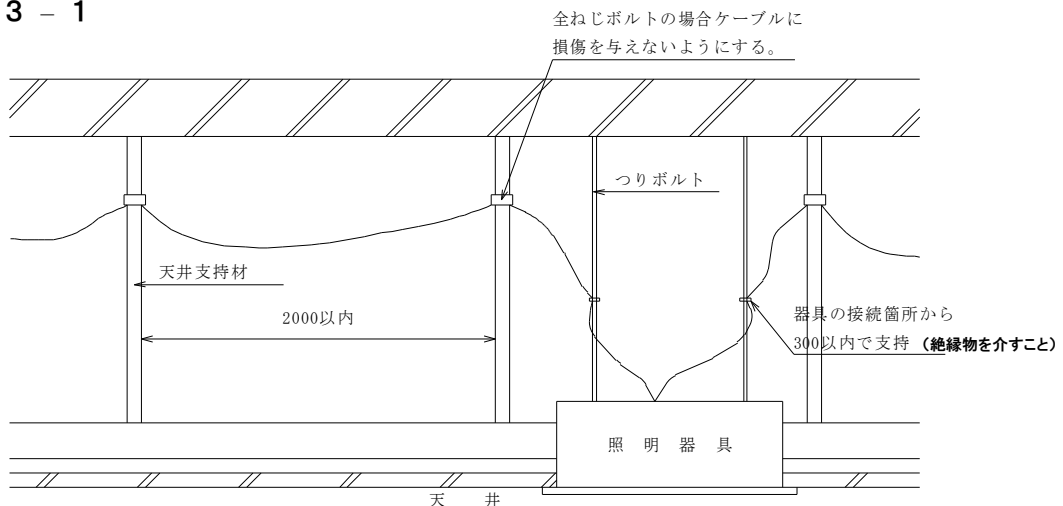 3 － 1
全ねじボルトの場合ケーブルに
損傷を与えないようにする。
つりボルト
天井支持材
2000以内
器具の接続箇所から
300以内で支持 (絶縁物を介すこと)
照 明 器 具
天 井